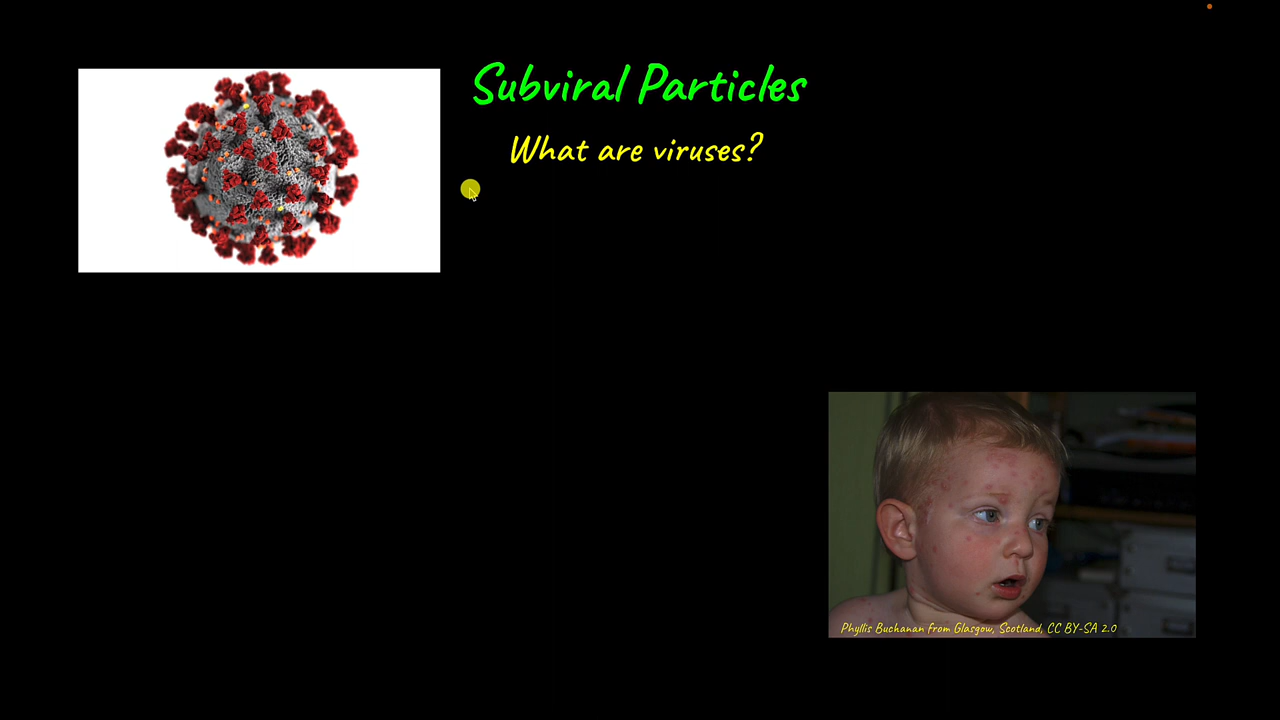 Subviral Particles
What are viruses?
Phyllis Buchanan from Glasgow, Scotland, CC BY-SA 2.0